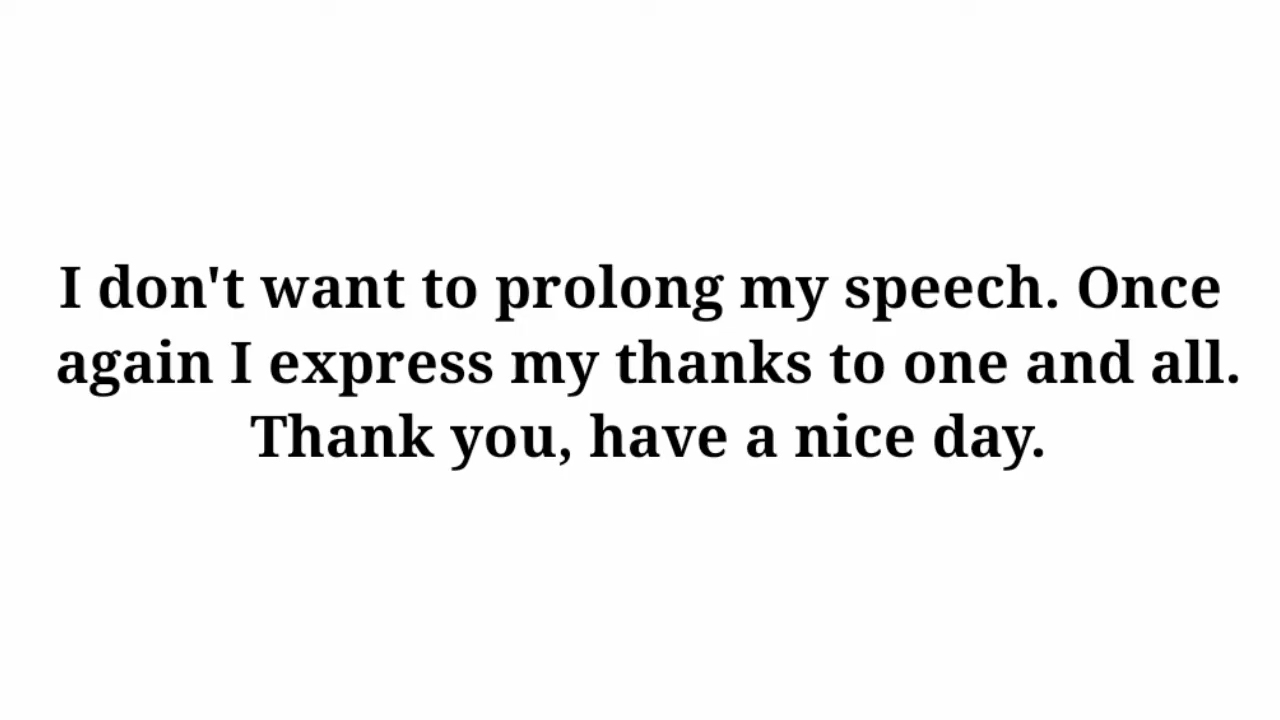 I don't want to prolong my speech. Once
again I express my thanks to one and all.
Thank you, have a nice day.